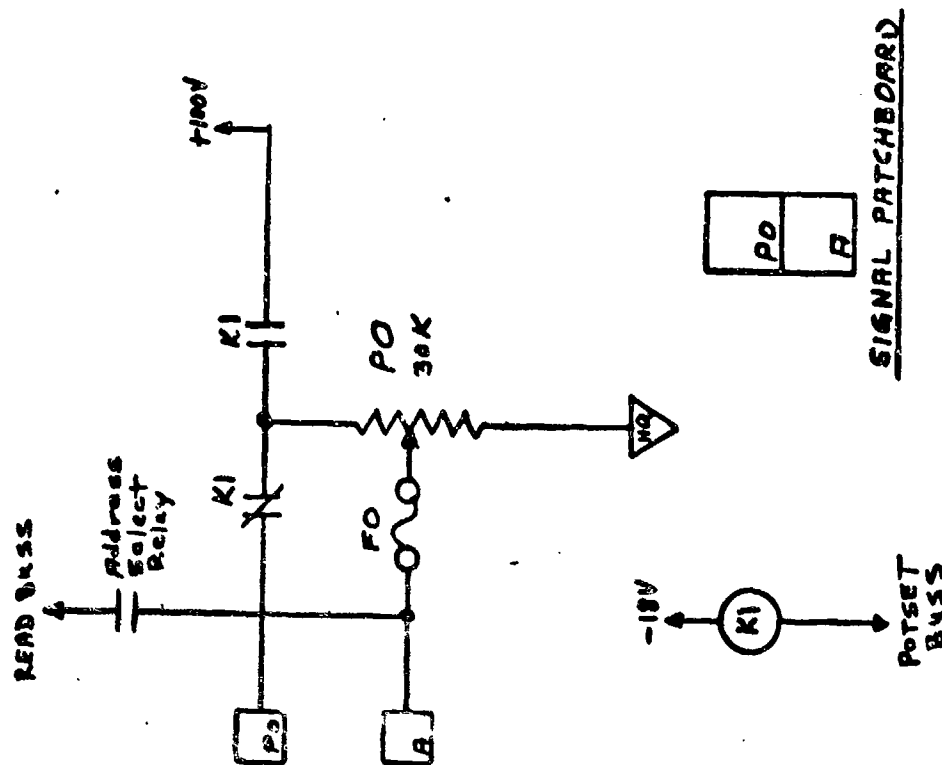 READ BUSS
Address
Select
Relay
+100V
K1
K1
PO
30K
FO
HQ
PO
A
-18V
K1
POTSET
BUSS
PO
A
SIGNAL PATCHBOARD